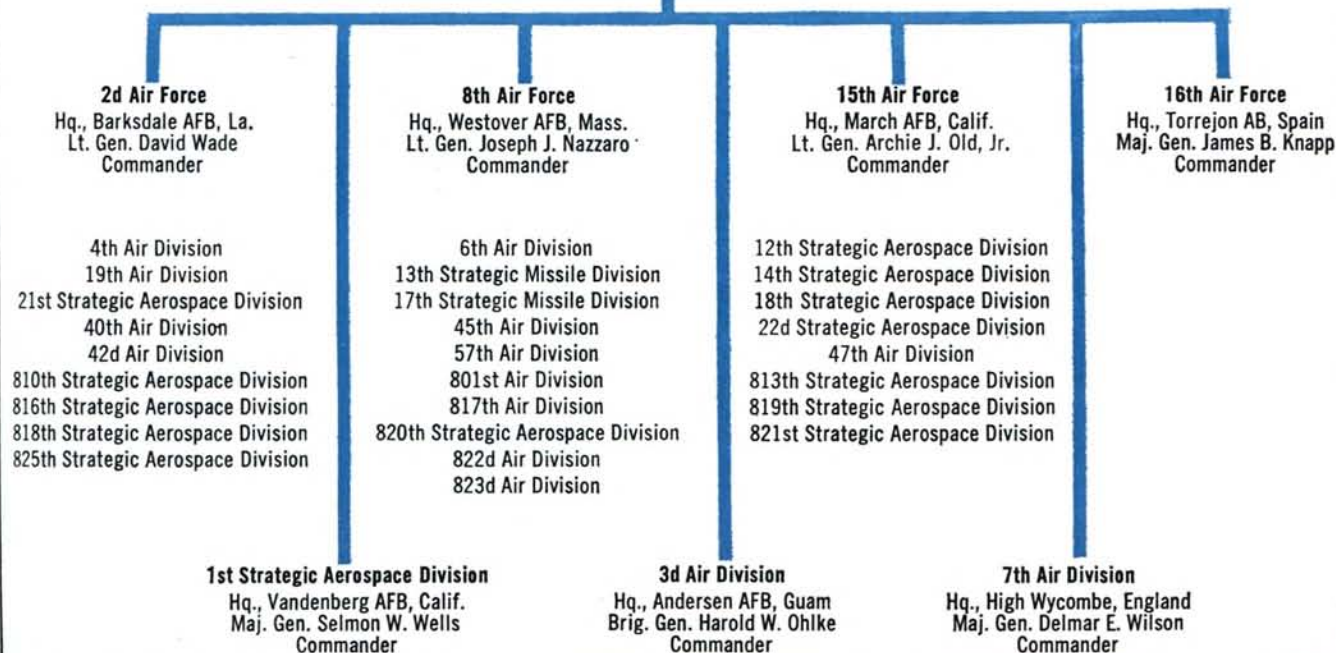 2d Air Force
Hq., Barksdale AFB, La.
Lt. Gen. David Wade
Commander
4th Air Division
19th Air Division
21st Strategic Aerospace Division
40th Air Division
42d Air Division
810th Strategic Aerospace Division
816th Strategic Aerospace Division
818th Strategic Aerospace Division
825th Strategic Aerospace Division
8th Air Force
Hq., Westover AFB, Mass.
Lt. Gen. Joseph J. Nazzaro
Commander
6th Air Division
13th Strategic Missile Division
17th Strategic Missile Division
45th Air Division
57th Air Division
801st Air Division
817th Air Division
820th Strategic Aerospace Division
822d Air Division
823d Air Division
15th Air Force
Hq., March AFB, Calif.
Lt. Gen. Archie J. Old, Jr.
Commander
12th Strategic Aerospace Division
14th Strategic Aerospace Division
18th Strategic Aerospace Division
22d Strategic Aerospace Division
47th Air Division
813th Strategic Aerospace Division
819th Strategic Aerospace Division
821st Strategic Aerospace Division
16th Air Force
Hq., Torrejon AB, Spain
Maj. Gen. James B. Knapp
Commander
1st Strategic Aerospace Division
Hq., Vandenberg AFB, Calif.
Maj. Gen. Selmon W. Wells
Commander
3d Air Division
Hq., Andersen AFB, Guam
Brig. Gen. Harold W. Ohlke
Commander
7th Air Division
Hq., High Wycombe, England
Maj. Gen. Delmar E. Wilson
Commander